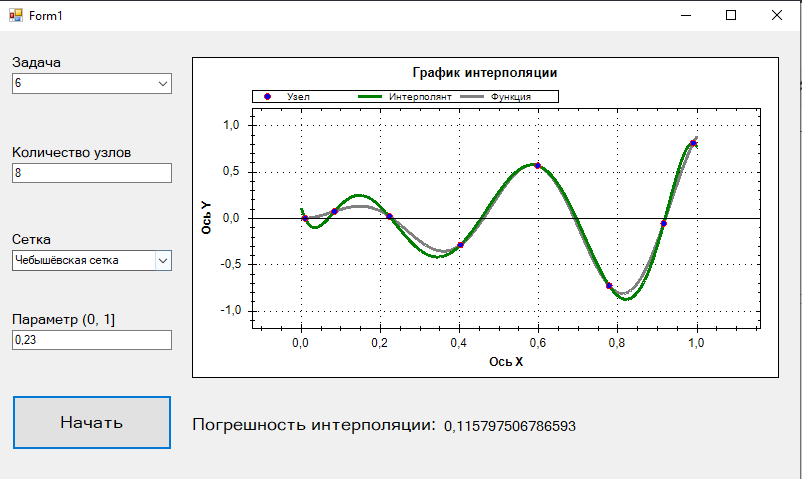 Form1
Задача
6
Количество узлов
8
Сетка
Чебышёвская сетка
Параметр (0, 1]
0,23
Начать
График интерполяции
Узел Интерполянт Функция
Ось Y
1,0
0,5
0,0
-0,5
-1,0
0,0 0,2 0,4 0,6 0,8 1,0
Ось X
Погрешность интерполяции: 0,115797506786593